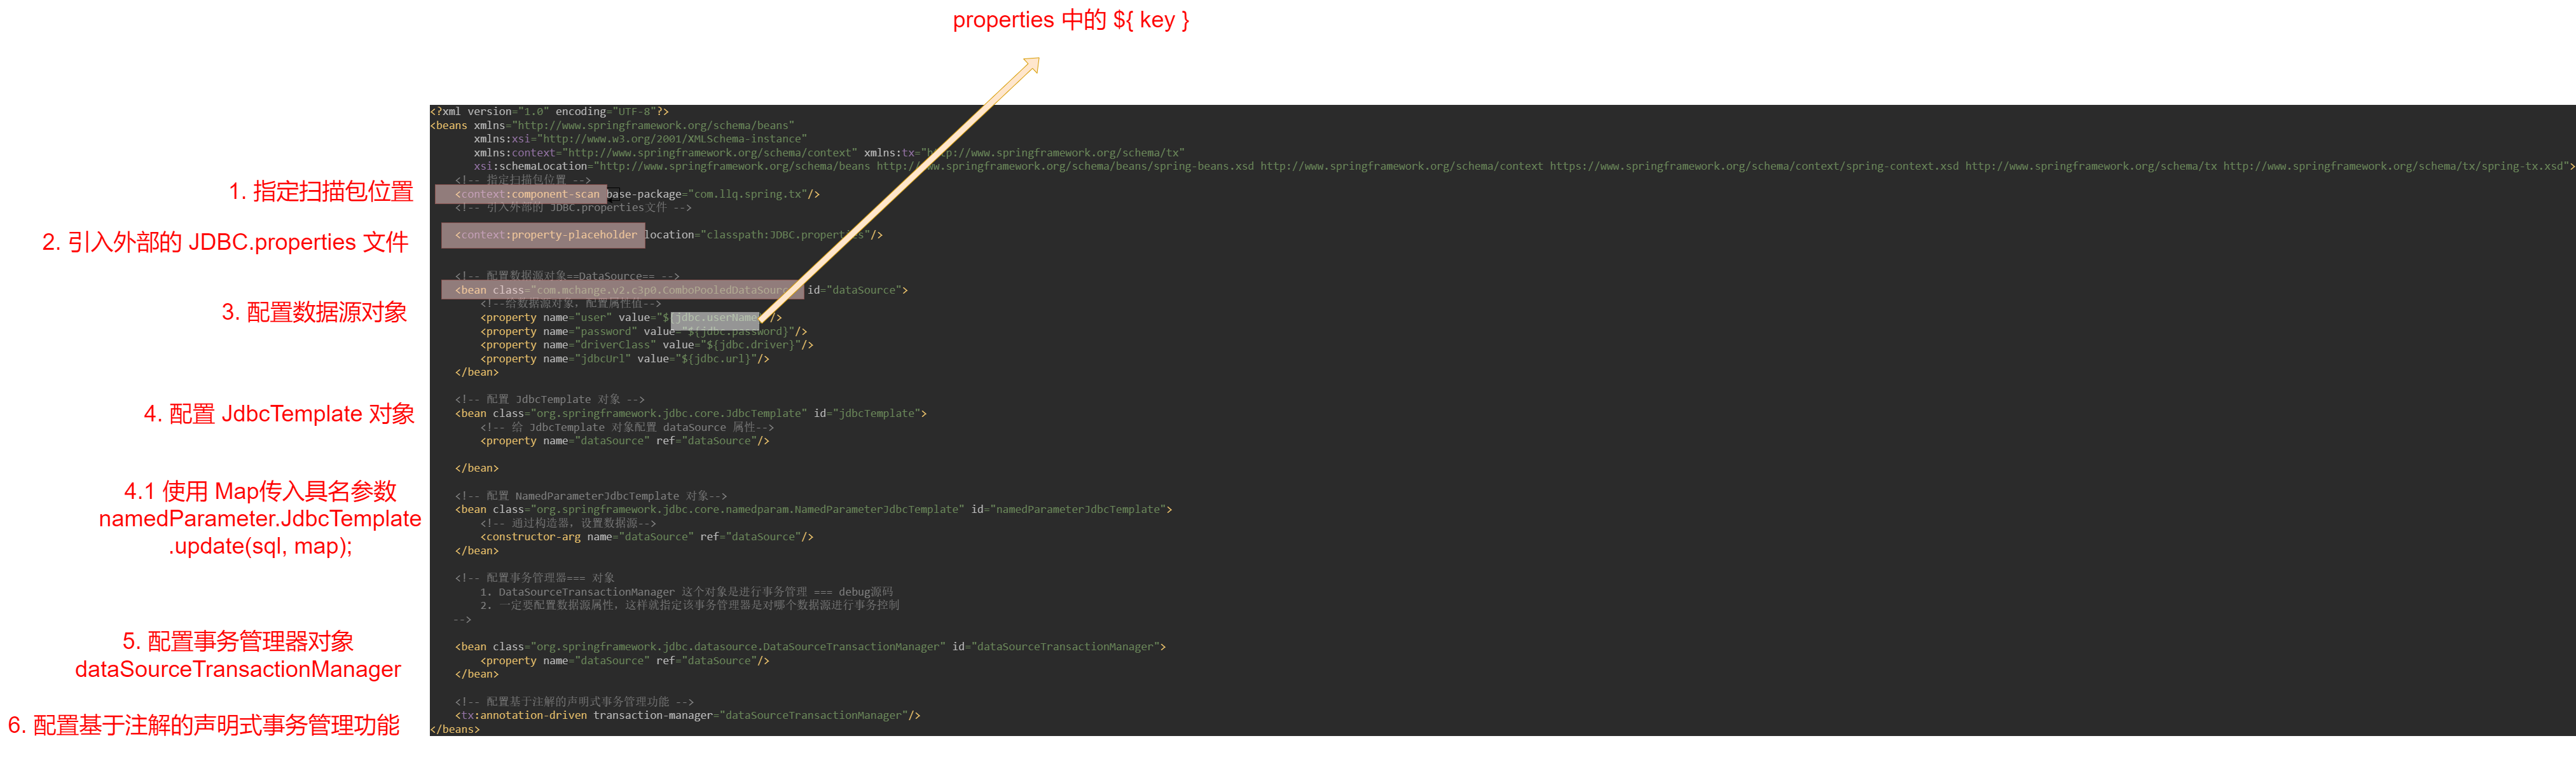 properties 中的 ${ key }
1. 指定扫描包位置
2. 引入外部的 JDBC.properties 文件
3. 配置数据源对象
4. 配置 JdbcTemplate 对象
4.1 使用 Map传入具名参数
namedParameter.JdbcTemplate
.update(sql, map);
5. 配置事务管理器对象
dataSourceTransactionManager
6. 配置基于注解的声明式事务管理功能
<?xml version="1.0" encoding="UTF-8"?>
<beans xmlns="http://www.springframework.org/schema/beans"
xmlns:xsi="http://www.w3.org/2001/XMLSchema-instance"
xmlns:context="http://www.springframework.org/schema/context" xmlns:tx="http://www.springframework.org/schema/tx"
xsi:schemaLocation="http://www.springframework.org/schema/beans http://www.springframework.org/schema/beans/spring-beans.xsd http://www.springframework.org/schema/context https://www.springframework.org/schema/context/spring-context.xsd http://www.springframework.org/schema/tx http://www.springframework.org/schema/tx/spring-tx.xsd">
<!-- 指定扫描包位置 -->
<context:component-scan base-package="com.llq.spring.tx"/>
<!-- 引入外部的 JDBC.properties文件 -->
<context:property-placeholder location="classpath:JDBC.properties"/>
<!-- 配置数据源对象==DataSource== -->
<bean class="com.mchange.v2.c3p0.ComboPooledDataSource" id="dataSource">
<!--给数据源对象，配置属性值-->
<property name="user" value="${jdbc.userName}"/>
<property name="password" value="${jdbc.password}"/>
<property name="driverClass" value="${jdbc.driver}"/>
<property name="jdbcUrl" value="${jdbc.url}"/>
</bean>
<!-- 配置 JdbcTemplate 对象 -->
<bean class="org.springframework.jdbc.core.JdbcTemplate" id="jdbcTemplate">
<!-- 给 JdbcTemplate 对象配置 dataSource 属性-->
<property name="dataSource" ref="dataSource"/>
</bean>
<!-- 配置 NamedParameterJdbcTemplate 对象-->
<bean class="org.springframework.jdbc.core.namedparam.NamedParameterJdbcTemplate" id="namedParameterJdbcTemplate">
<!-- 通过构造器，设置数据源-->
<constructor-arg name="dataSource" ref="dataSource"/>
</bean>
<!-- 配置事务管理器=== 对象
1. DataSourceTransactionManager 这个对象是进行事务管理 === debug源码
2. 一定要配置数据源属性，这样就指定该事务管理器是对哪个数据源进行事务控制
-->
<bean class="org.springframework.jdbc.datasource.DataSourceTransactionManager" id="dataSourceTransactionManager">
<property name="dataSource" ref="dataSource"/>
</bean>
<!-- 配置基于注解的声明式事务管理功能 -->
<tx:annotation-driven transaction-manager="dataSourceTransactionManager"/>
</beans>